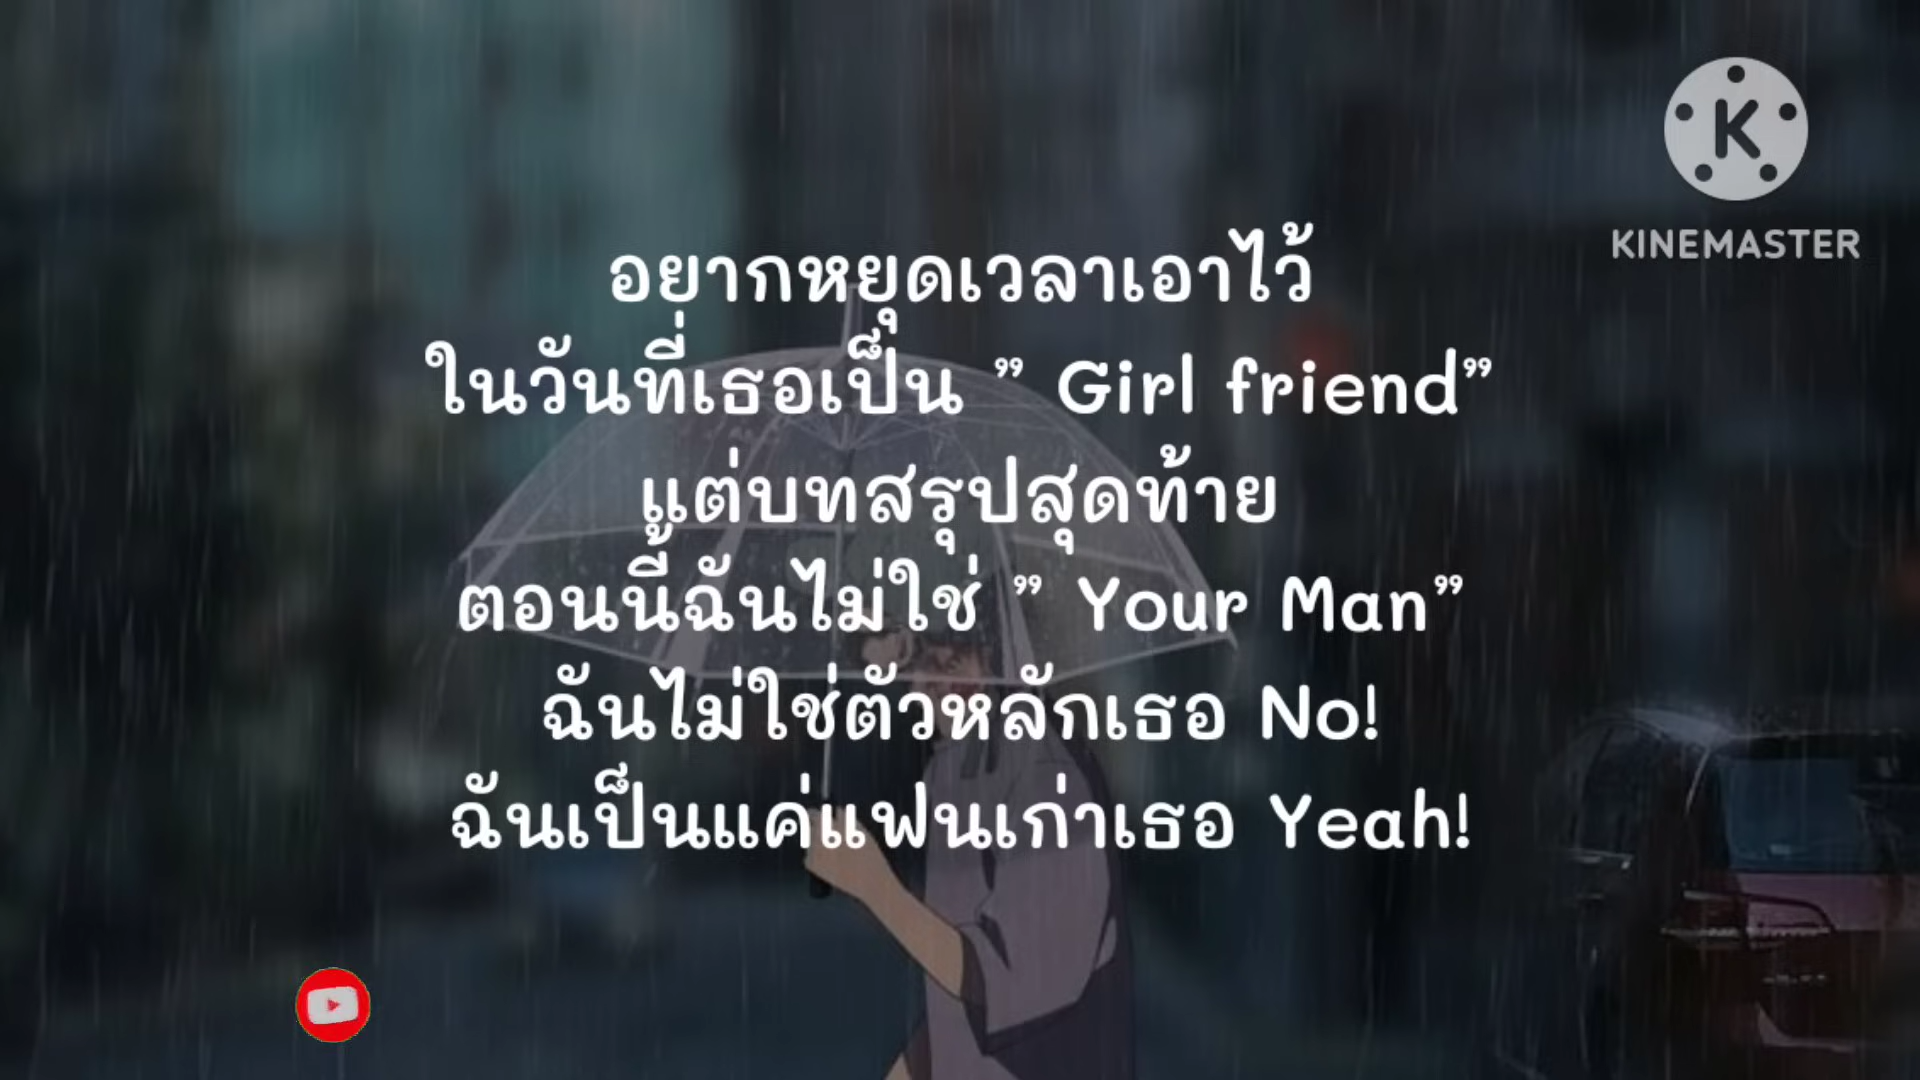 KINEMASTER
อยากหยุดเวลาเอาไว้
ในวันที่เธอเป็น ” Girl friend”
แต่บทสรุปสุดท้าย
ตอนนี้ฉันไม่ใช่ ” Your Man”
ฉันไม่ใช่ตัวหลักเธอ No!
ฉันเป็นแค่แฟนเก่าเธอ Yeah!